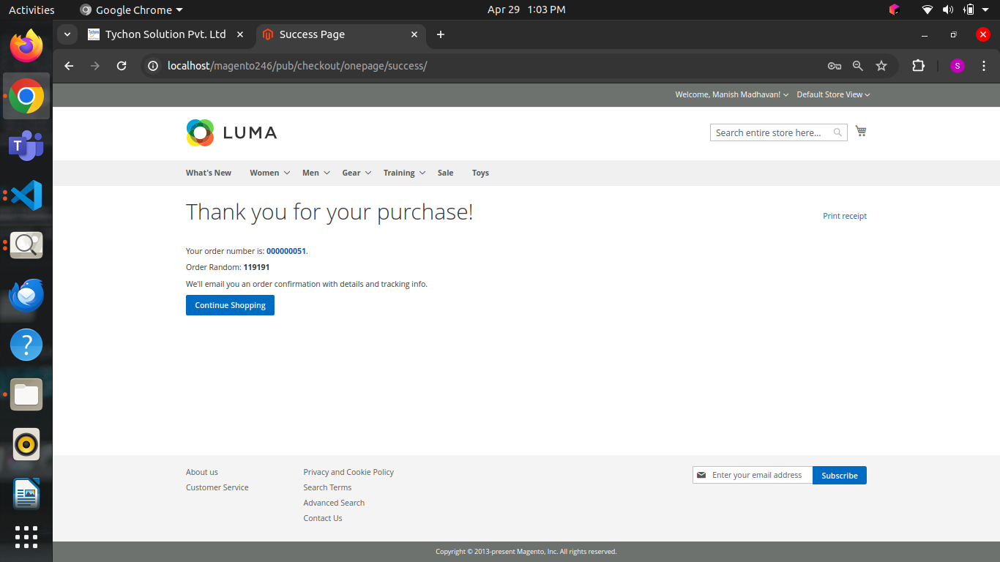 Activities Google Chrome Apr 29 1:03 PM
Tychon Solution Pvt. Ltd Success Page
localhost/magento246/pub/checkout/onepage/success/ S
Welcome, Manish Madhavan! Default Store View
LUMA Search entire store here...
What's New Women Men Gear Training Sale Toys
Thank you for your purchase!
Print receipt
Your order number is: 000000051.
Order Random: 119191
We'll email you an order confirmation with details and tracking info.
Continue Shopping
About us Privacy and Cookie Policy Enter your email address Subscribe
Customer Service Search Terms
Advanced Search
Contact Us
Copyright © 2013-present Magento, Inc. All rights reserved.